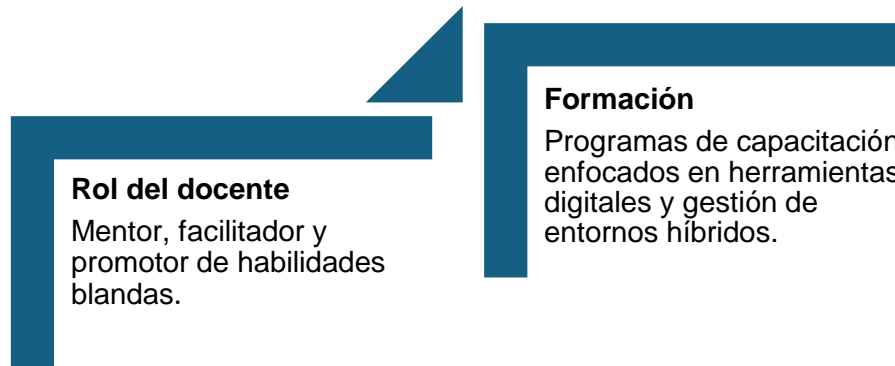 Formación
Programas de capacitación
enfocados en herramientas
digitales y gestión de
entornos híbridos.
Rol del docente
Mentor, facilitador y
promotor de habilidades
blandas.